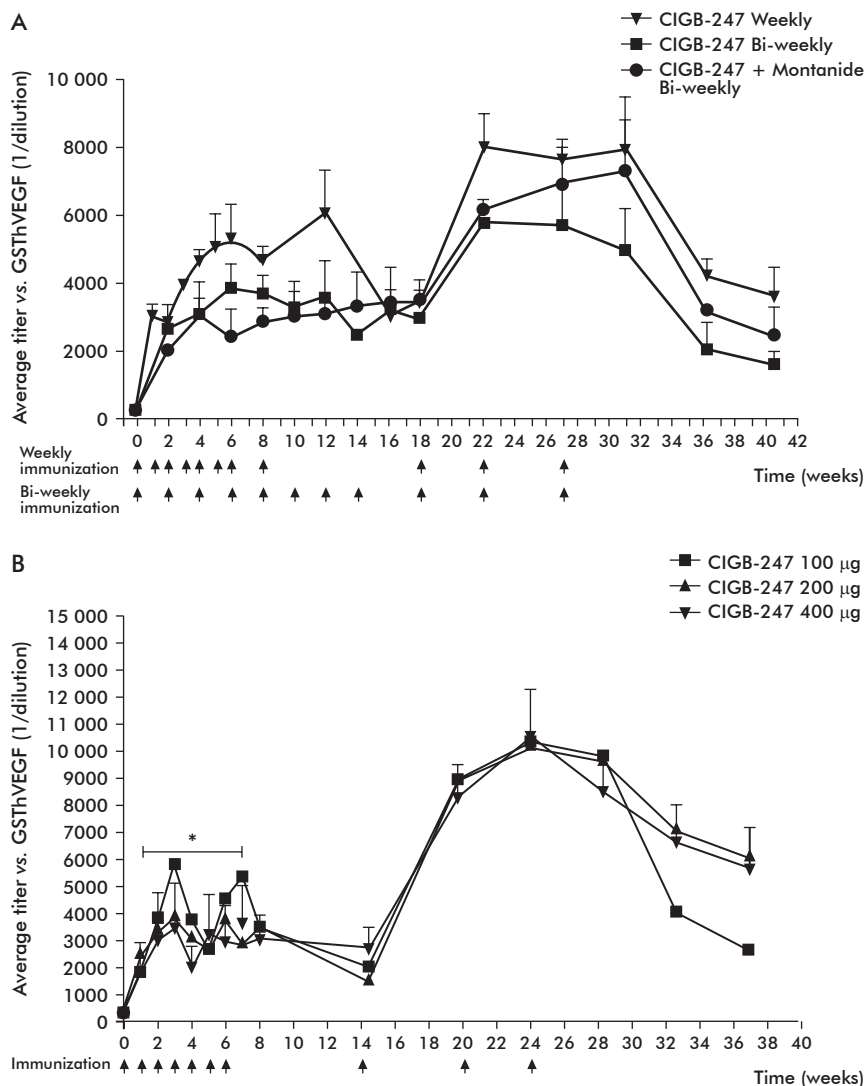 A
CIGB-247 Weekly
CIGB-247 Bi-weekly
CIGB-247 + Montanide
Bi-weekly
Average titer vs. GSThVEGF (1/dilution)
10 000
8000
6000
4000
2000
0
0 2 4 6 8 10 12 14 16 18 20 22 24 26 28 30 32 34 36 38 40 42
Weekly
immunization
Time (weeks)
Bi-weekly
immunization
B
CIGB-247 100 µg
CIGB-247 200 µg
CIGB-247 400 µg
Average titer vs. GSThVEGF (1/dilution)
15 000
14 000
13 000
12 000
11 000
10 000
9000
8000
7000
6000
5000
4000
3000
2000
1000
0
*
0 2 4 6 8 10 12 14 16 18 20 22 24 26 28 30 32 34 36 38 40
Immunization
Time (weeks)